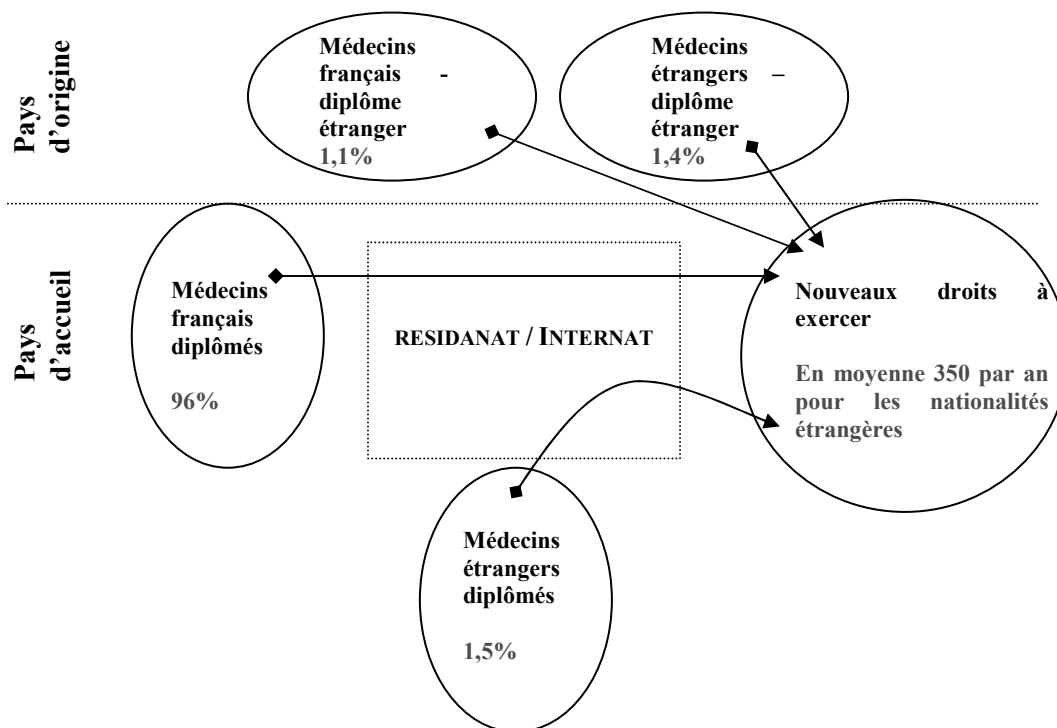 Pays
d'origine
Médecins
français -
diplôme
étranger
1,1%
Médecins
étrangers –
diplôme
étranger
1,4%
Pays
d'accueil
Médecins
français
diplômés
96%
RESIDANAT / INTERNAT
Nouveaux droits à
exercer
En moyenne 350 par an
pour les nationalités
étrangères
Médecins
étrangers
diplômés
1,5%